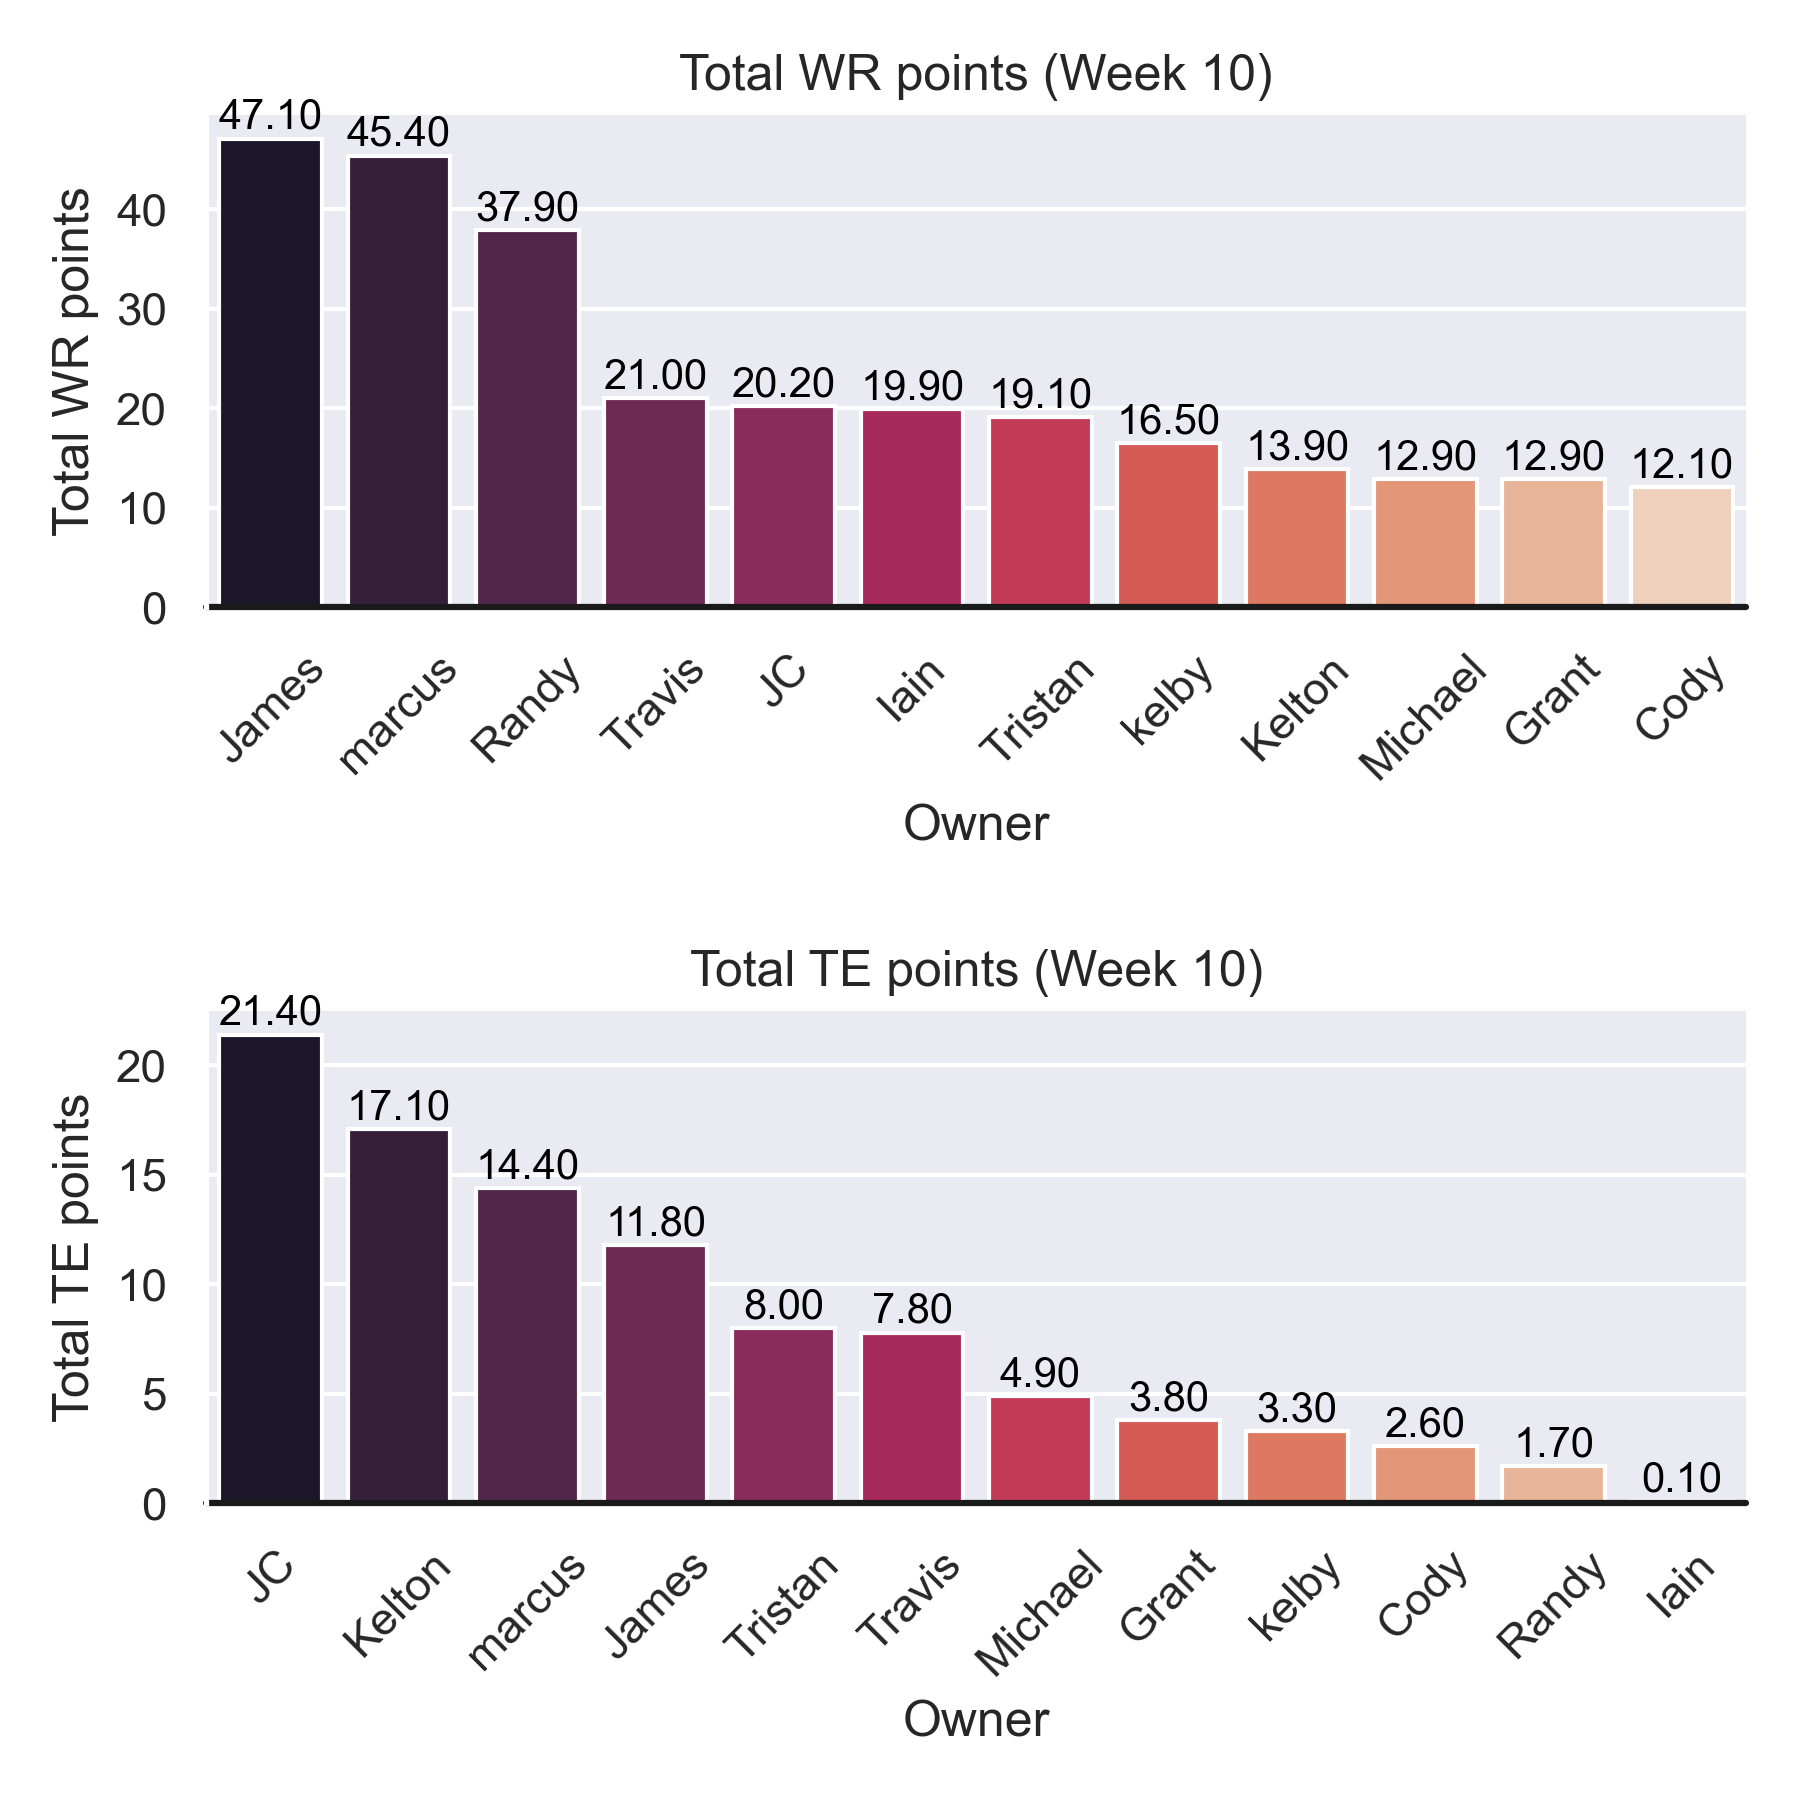 Total WR points (Week 10)
Total WR points
40
30
20
10
0
47.10
45.40
37.90
21.00
20.20
19.90
19.10
16.50
13.90
12.90
12.90
12.10
James
marcus
Randy
Travis
JC
Iain
Tristan
kelby
Kelton
Michael
Grant
Cody
Owner
Total TE points (Week 10)
Total TE points
20
15
10
5
0
21.40
17.10
14.40
11.80
8.00
7.80
4.90
3.80
3.30
2.60
1.70
0.10
JC
Kelton
marcus
James
Tristan
Travis
Michael
Grant
kelby
Cody
Randy
Iain
Owner